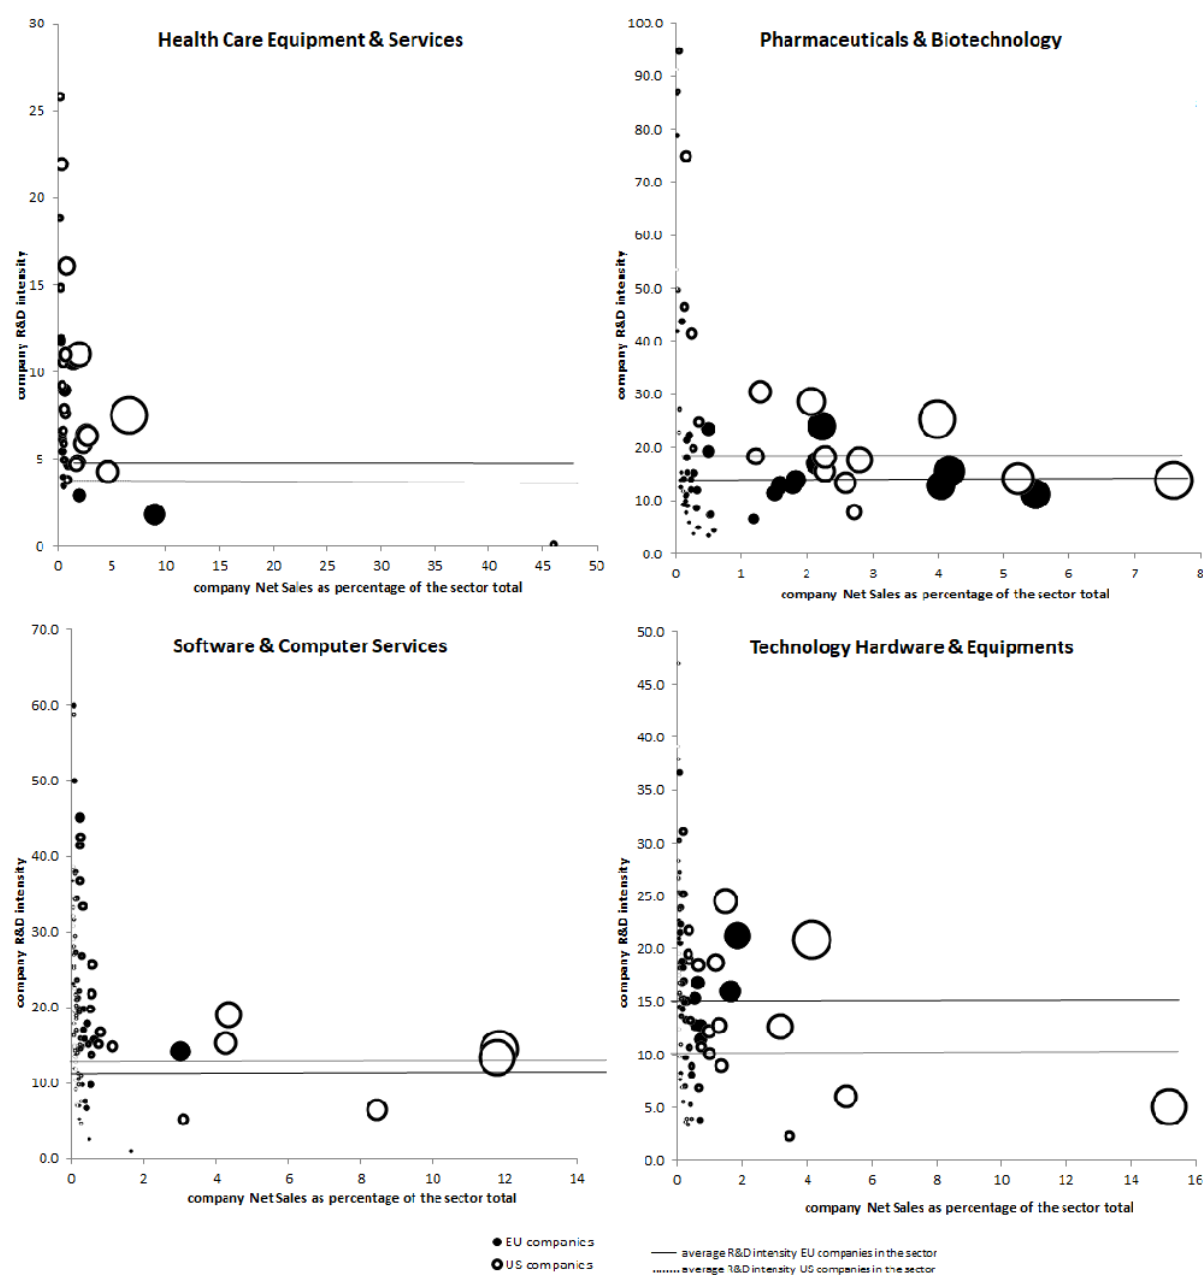 Health Care Equipment & Services
30
25
20
15
10
5
0
company R&D intensity
0 5 10 15 20 25 30 35 40 45 50
company Net Sales as percentage of the sector total
Pharmaceuticals & Biotechnology
100.0
90.0
80.0
70.0
60.0
50.0
40.0
30.0
20.0
10.0
0.0
company R&D intensity
0 1 2 3 4 5 6 7 8
company Net Sales as percentage of the sector total
Software & Computer Services
70.0
60.0
50.0
40.0
30.0
20.0
10.0
0.0
company R&D intensity
0 2 4 6 8 10 12 14
company Net Sales as percentage of the sector total
Technology Hardware & Equipments
50.0
45.0
40.0
35.0
30.0
25.0
20.0
15.0
10.0
5.0
0.0
company R&D intensity
0 2 4 6 8 10 12 14 16
company Net Sales as percentage of the sector total
EU companies
US companies
average R&D intensity EU companies in the sector
average R&D intensity US companies in the sector